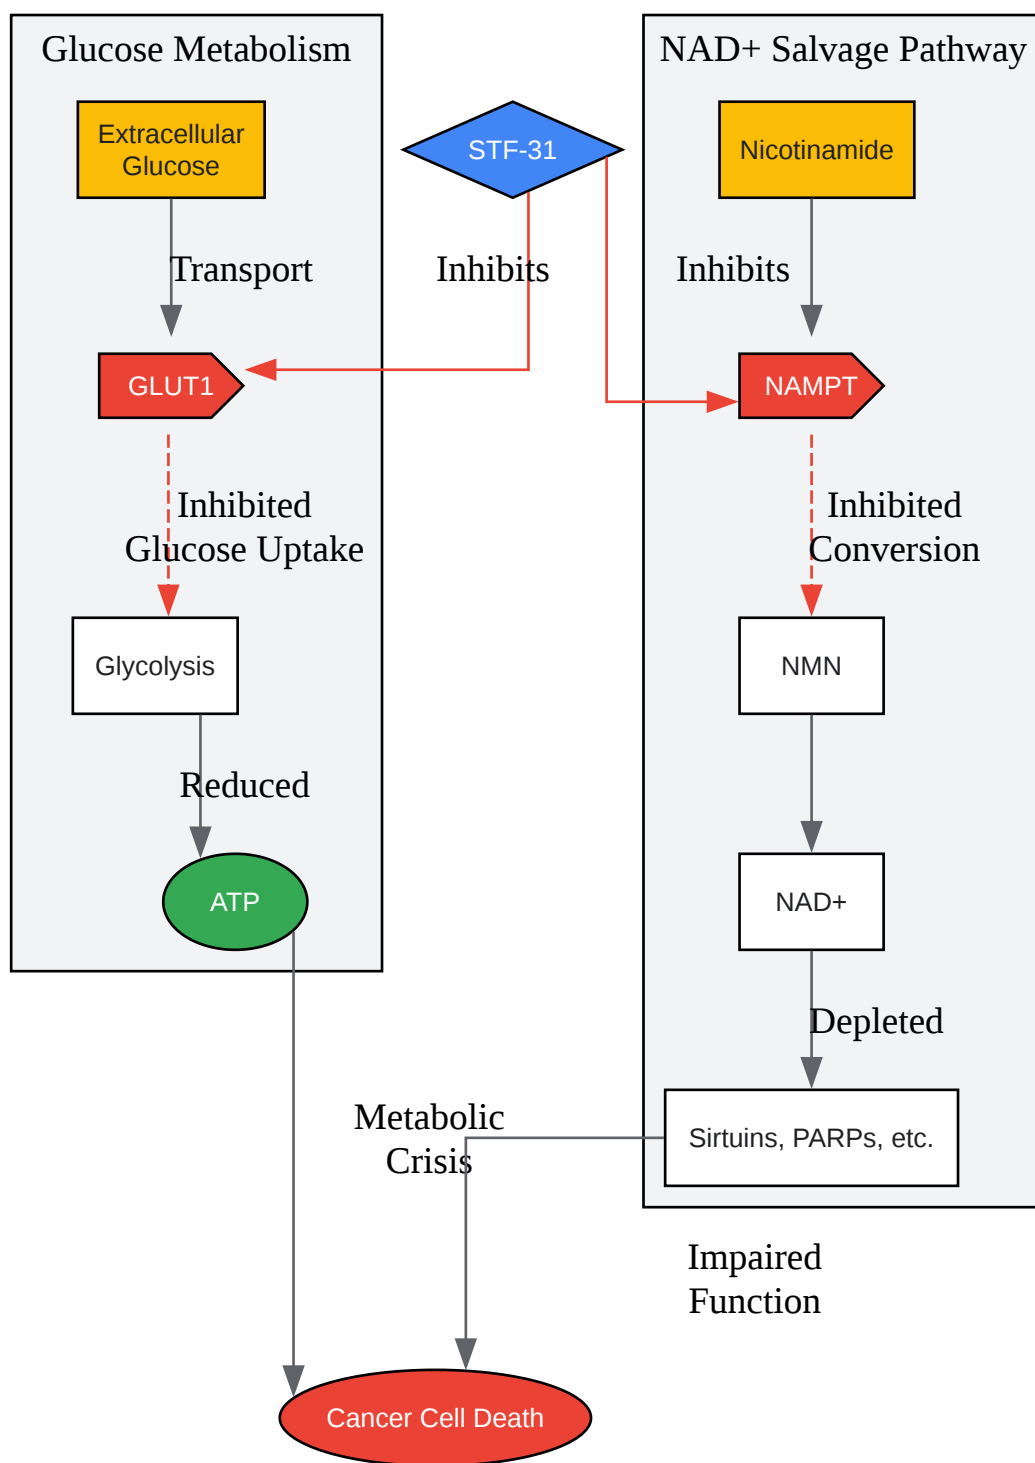 Glucose Metabolism
NAD+ Salvage Pathway
Extracellular
Glucose
STF-31
Nicotinamide
Transport
Inhibits
Inhibits
GLUT1
NAMPT
Inhibited
Glucose Uptake
Inhibited
Conversion
Glycolysis
NMN
Reduced
ATP
NAD+
Depleted
Metabolic
Crisis
Sirtuins, PARPs, etc.
Impaired
Function
Cancer Cell Death